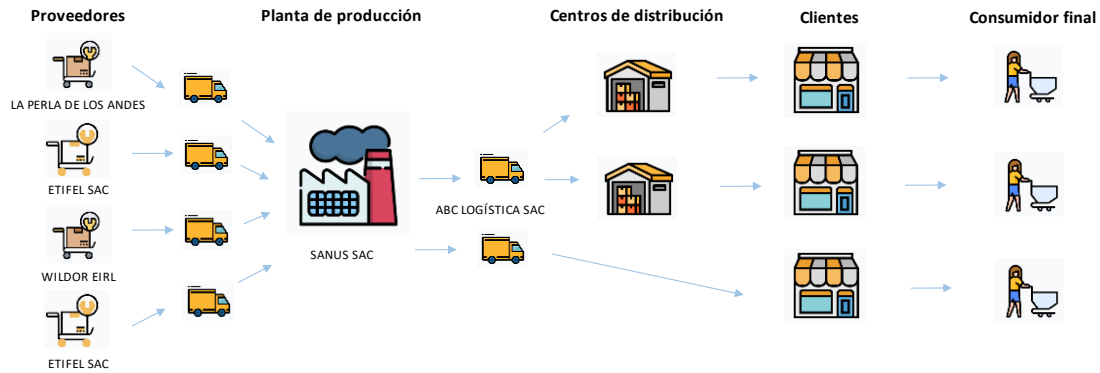 Proveedores
Planta de producción
Centros de distribución
Clientes
Consumidor final
LA PERLA DE LOS ANDES
ETIFEL SAC
ABC LOGÍSTICA SAC
SANUS SAC
WILDOR EIRL
ETIFEL SAC